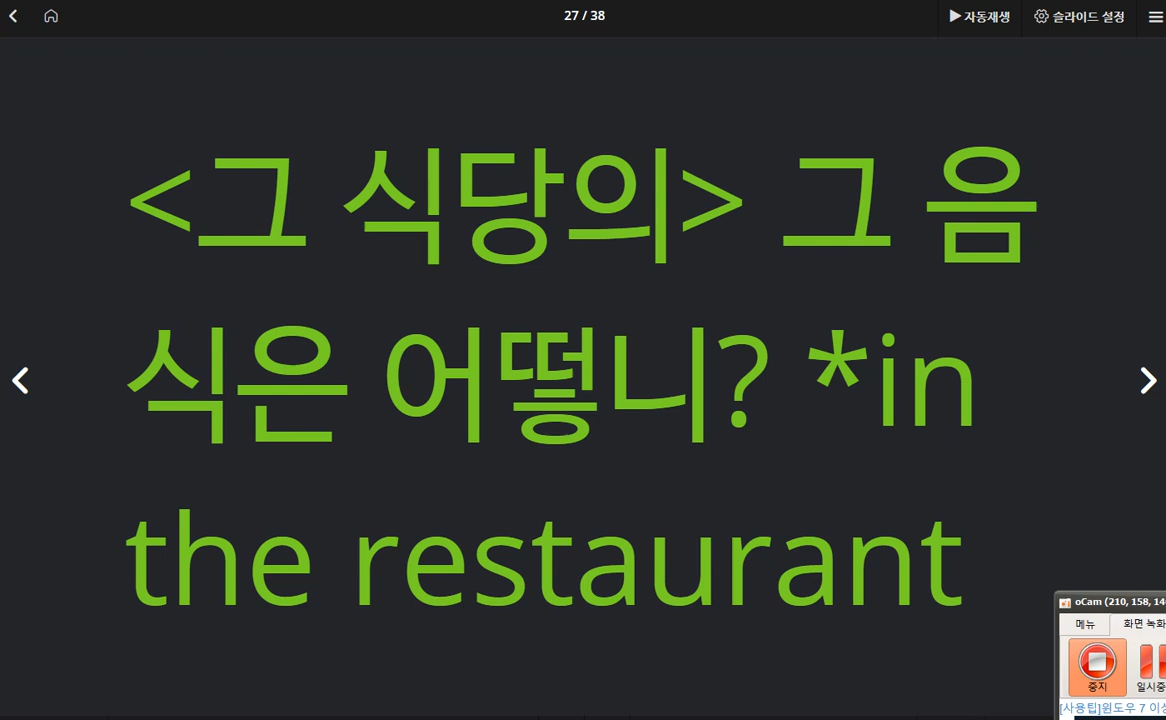 27 / 38
▶ 자동재생
슬라이드 설정
<그 식당의> 그 음
식은 어떻니? *in
the restaurant
oCam (210, 158, 14
메뉴
화면 녹화
중지
일시중
[사용팁]윈도우 7 이상